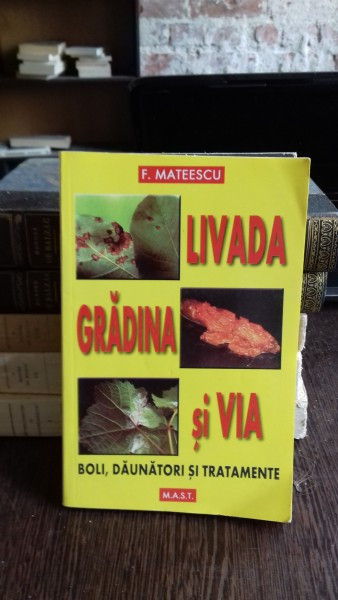 F. MATEESCU
LIVADA
GRĂDINA
și VIA
BOLI, DĂUNĂTORI ȘI TRATAMENTE
M.A.S.T.